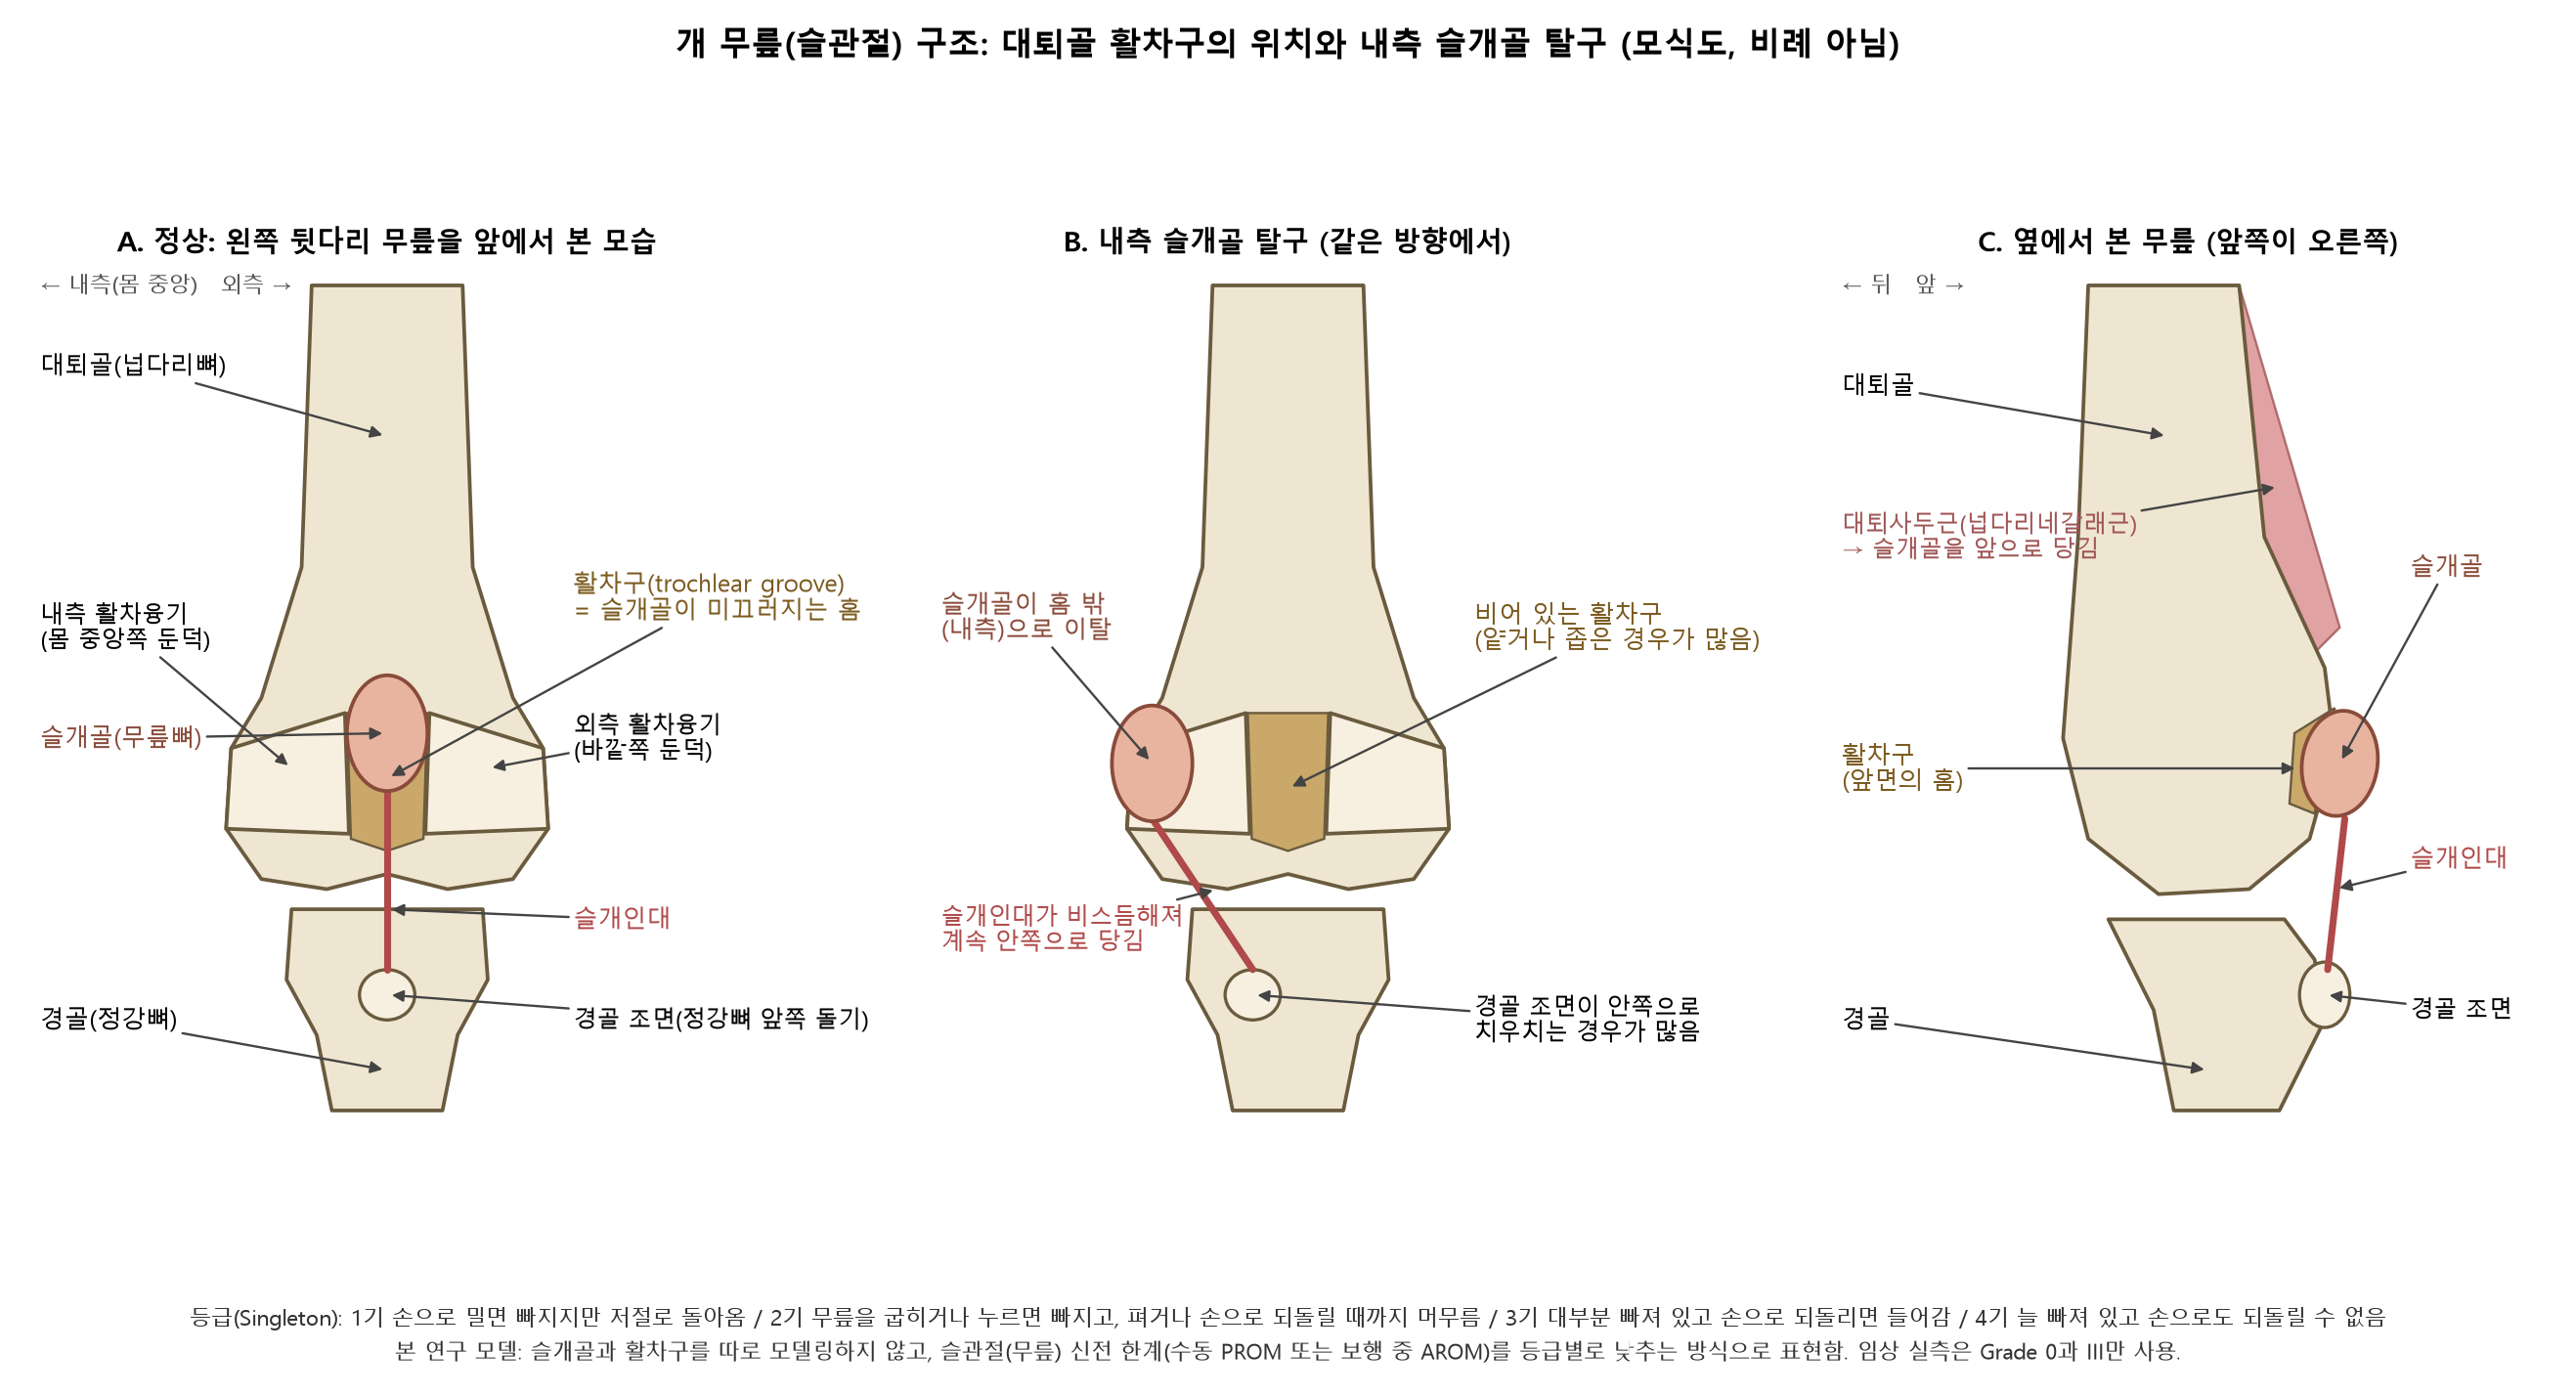 개 무릎(슬관절) 구조: 대퇴골 활차구의 위치와 내측 슬개골 탈구 (모식도, 비례 아님)
A. 정상: 왼쪽 뒷다리 무릎을 앞에서 본 모습
← 내측(몸 중앙) 외측 →
대퇴골(넙다리뼈)
활차구(trochlear groove)
= 슬개골이 미끄러지는 홈
내측 활차융기
(몸 중앙쪽 둔덕)
슬개골(무릎뼈)
외측 활차융기
(바깥쪽 둔덕)
슬개인대
경골(정강뼈)
경골 조면(정강뼈 앞쪽 돌기)
B. 내측 슬개골 탈구 (같은 방향에서)
슬개골이 홈 밖
(내측)으로 이탈
비어 있는 활차구
(얕거나 좁은 경우가 많음)
슬개인대가 비스듬해져
계속 안쪽으로 당김
경골 조면이 안쪽으로
치우치는 경우가 많음
C. 옆에서 본 무릎 (앞쪽이 오른쪽)
← 뒤 앞 →
대퇴골
대퇴사두근(넙다리네갈래근)
→ 슬개골을 앞으로 당김
슬개골
활차구
(앞면의 홈)
슬개인대
경골
경골 조면
등급(Singleton): 1기 손으로 밀면 빠지지만 저절로 돌아옴 / 2기 무릎을 굽히거나 누르면 빠지고, 펴거나 손으로 되돌릴 때까지 머무름 / 3기 대부분 빠져 있고 손으로 되돌리면 들어감 / 4기 늘 빠져 있고 손으로도 되돌릴 수 없음
본 연구 모델: 슬개골과 활차구를 따로 모델링하지 않고, 슬관절(무릎) 신전 한계(수동 PROM 또는 보행 중 AROM)를 등급별로 낮추는 방식으로 표현함. 임상 실측은 Grade 0과 III만 사용.